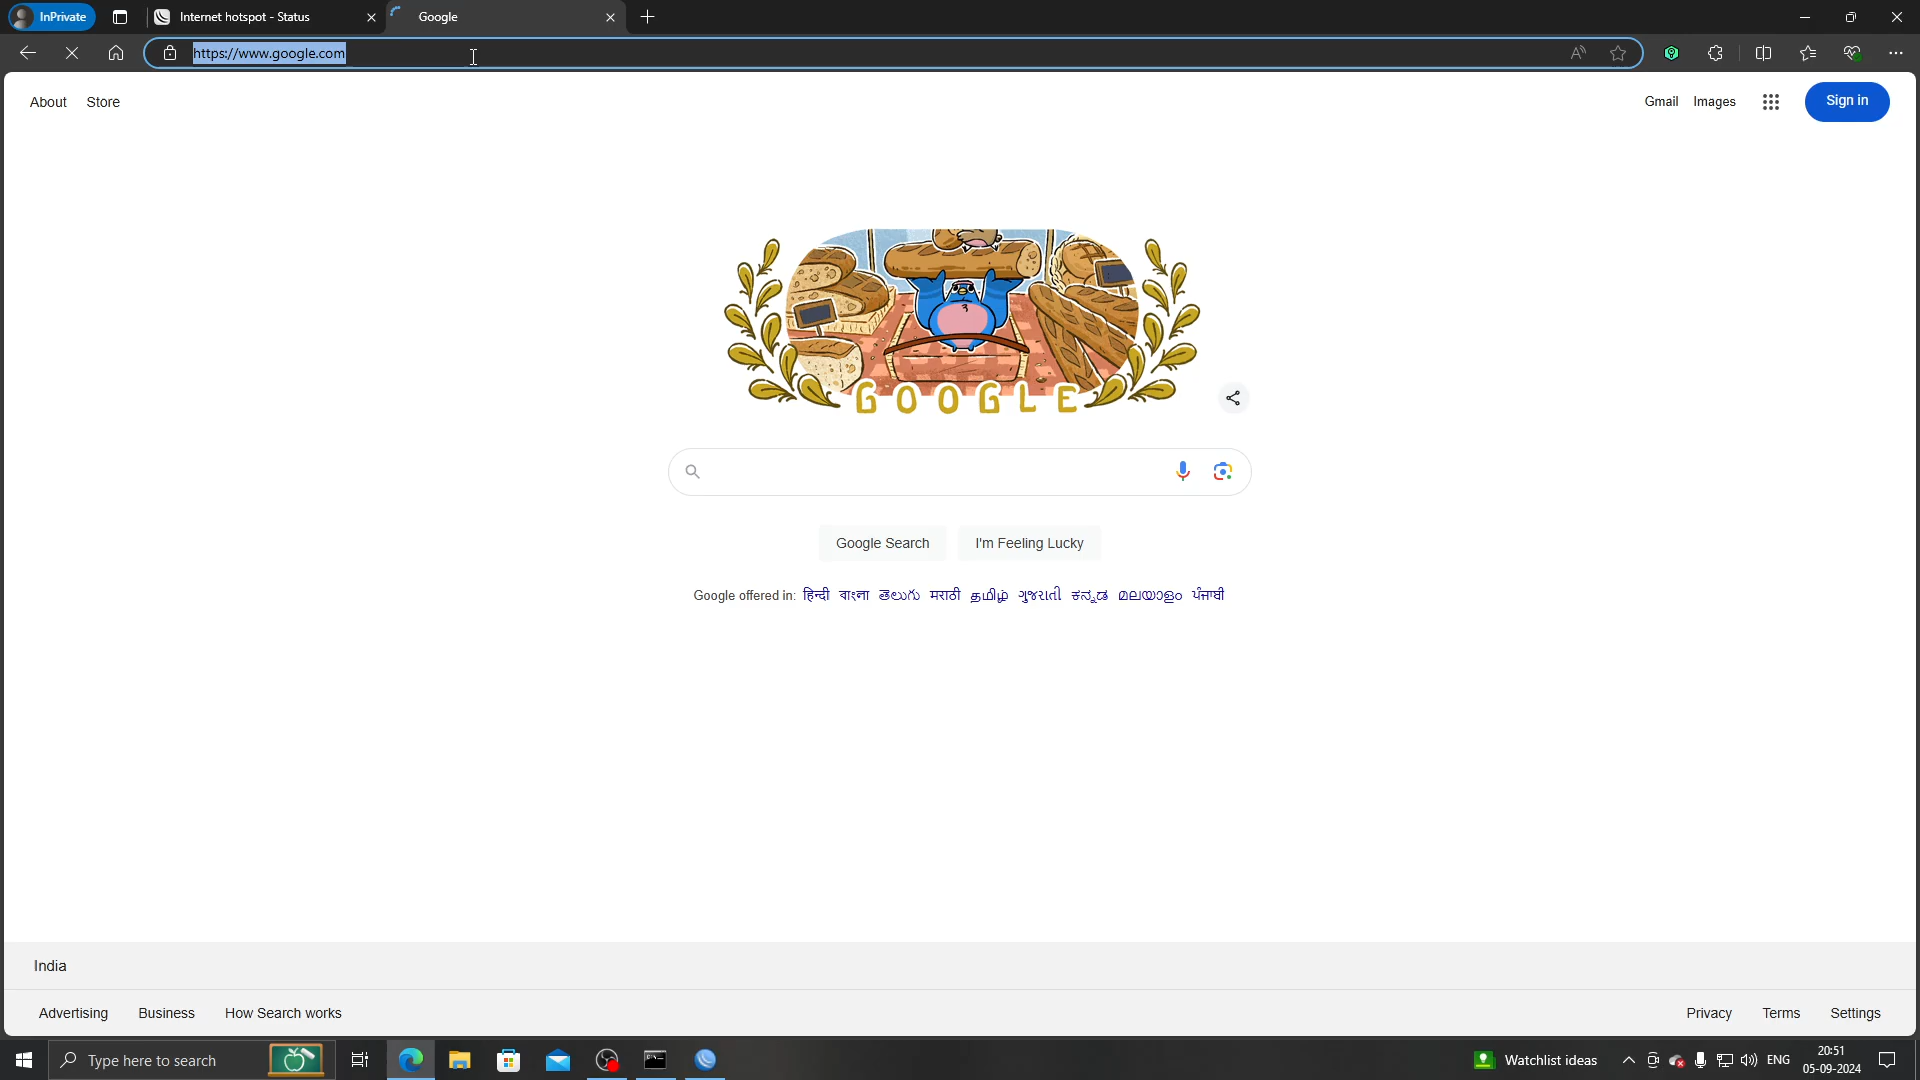 InPrivate
Internet hotspot - Status
Google
https://www.google.com
About Store
Gmail Images
Sign in
GOOGLE
Google Search
I'm Feeling Lucky
Google offered in: हिन्दी বাংলা తెలుగు मराठी தமிழ் ગુજરાતી ಕನ್ನಡ മലയാളം ਪੰਜਾਬੀ
India
Advertising Business How Search works
Privacy Terms Settings
Type here to search
Watchlist ideas
ENG
20:51
05-09-2024